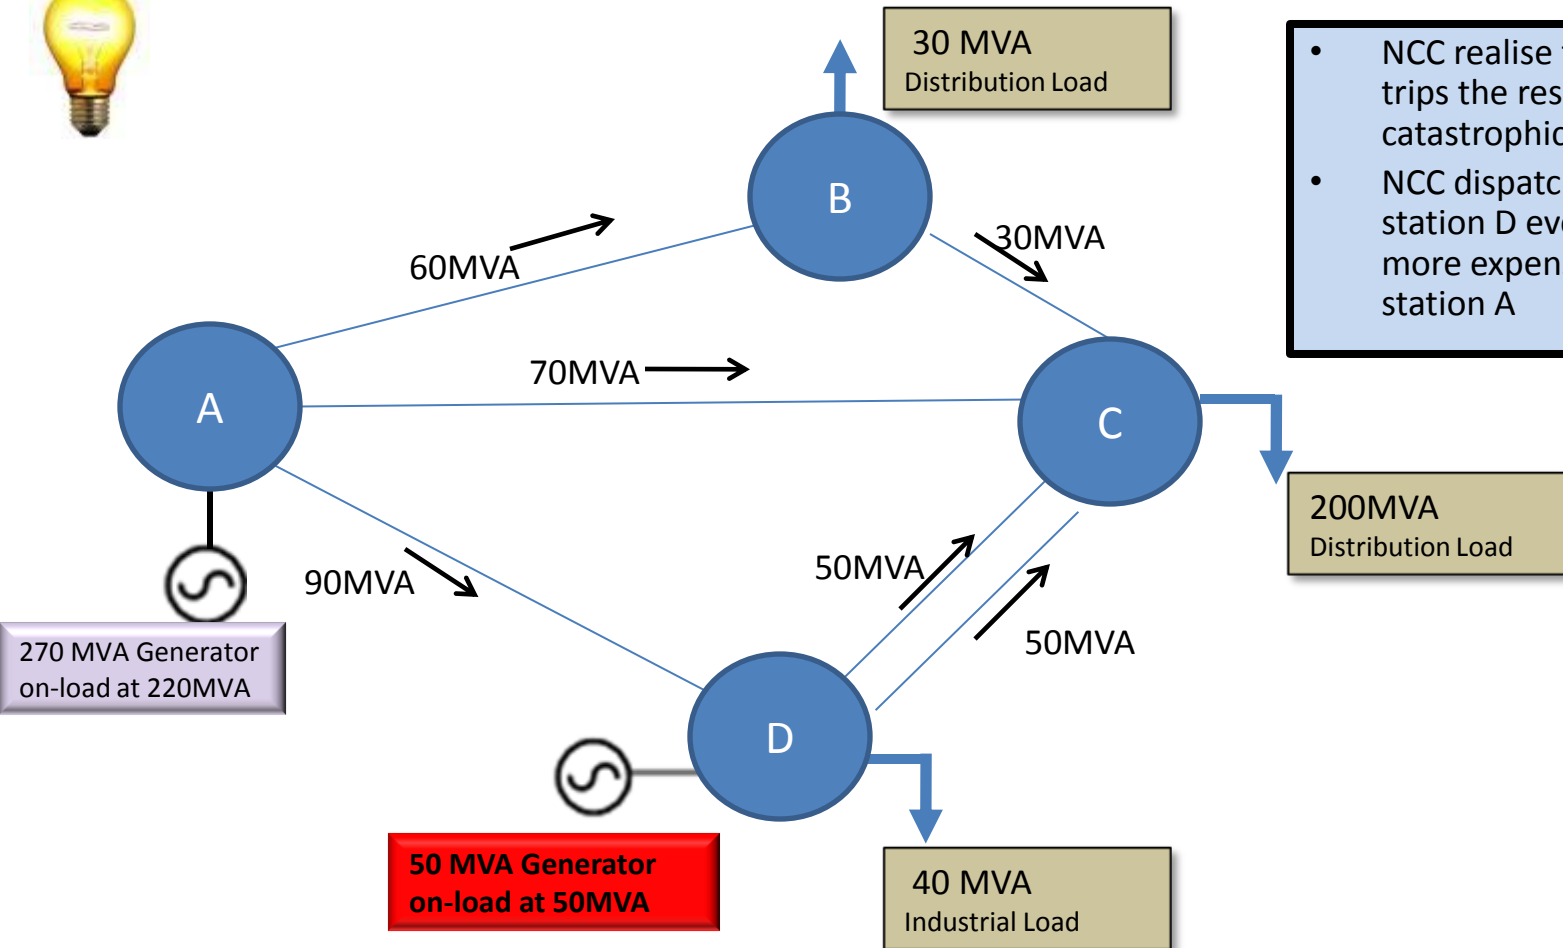 30 MVA
Distribution Load
• NCC realise
trips the res
catastrophic
• NCC dispatc
station D eve
more expen
station A
B
60MVA
30MVA
70MVA
A
C
200MVA
Distribution Load
90MVA
50MVA
50MVA
270 MVA Generator
on-load at 220MVA
D
50 MVA Generator
on-load at 50MVA
40 MVA
Industrial Load